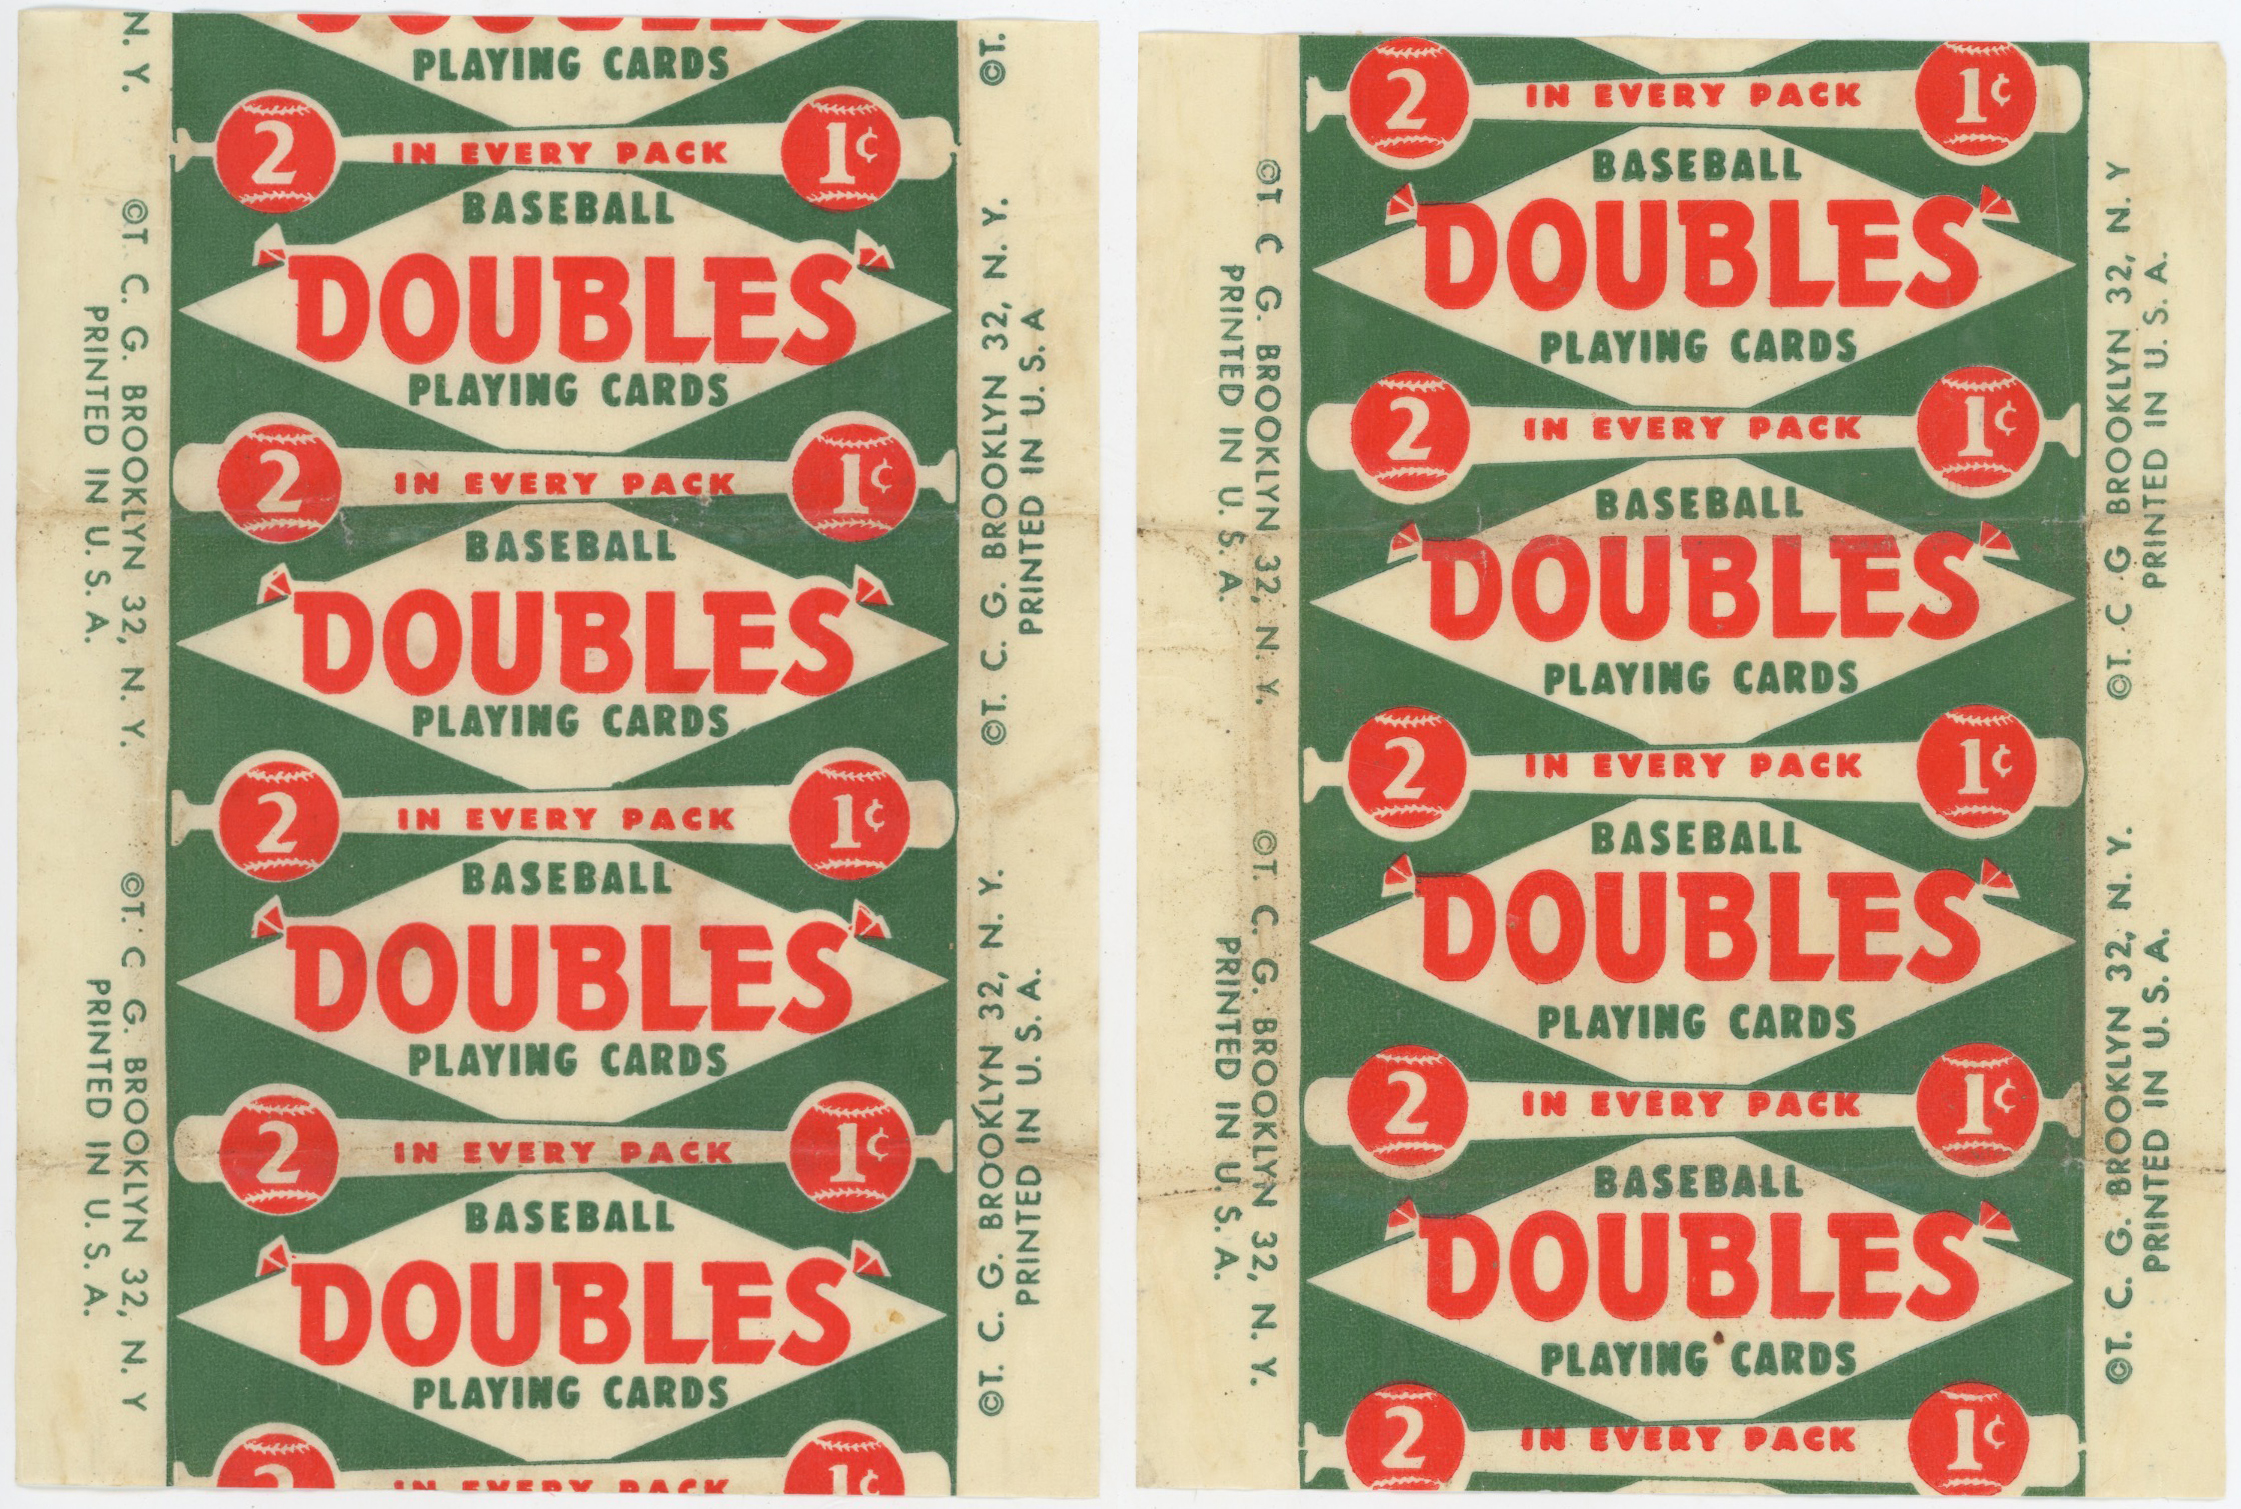 PLAYING CARDS
2 IN EVERY PACK 1¢
BASEBALL
DOUBLES
PLAYING CARDS
2 IN EVERY PACK 1¢
BASEBALL
DOUBLES
PLAYING CARDS
2 IN EVERY PACK 1¢
BASEBALL
DOUBLES
PLAYING CARDS
2 IN EVERY PACK 1¢
BASEBALL
DOUBLES
PLAYING CARDS
2 IN EVERY PACK 1¢
N. Y.
©T C. G. BROOKLYN 32, N. Y.
PRINTED IN U. S. A.
©T. C G. BROOKLYN 32, N. Y
PRINTED IN U. S. A.
©T.
©T. C. G. BROOKLYN 32, N. Y.
PRINTED IN U. S. A
©T. C. G. BROOKLYN 32, N. Y.
PRINTED IN U. S. A.
2 IN EVERY PACK 1¢
BASEBALL
DOUBLES
PLAYING CARDS
2 IN EVERY PACK 1¢
BASEBALL
DOUBLES
PLAYING CARDS
2 IN EVERY PACK 1¢
BASEBALL
DOUBLES
PLAYING CARDS
2 IN EVERY PACK 1¢
BASEBALL
DOUBLES
PLAYING CARDS
2 IN EVERY PACK 1¢
©T C G. BROOKLYN 32, N. Y.
PRINTED IN U. S. A.
©T. C. G. BROOKLYN 32, N. Y.
PRINTED IN U. S. A.
©T. C G BROOKLYN 32, N. Y
PRINTED IN U. S. A.
©T. C. G. BROOKLYN 32, N. Y.
PRINTED IN U. S. A.